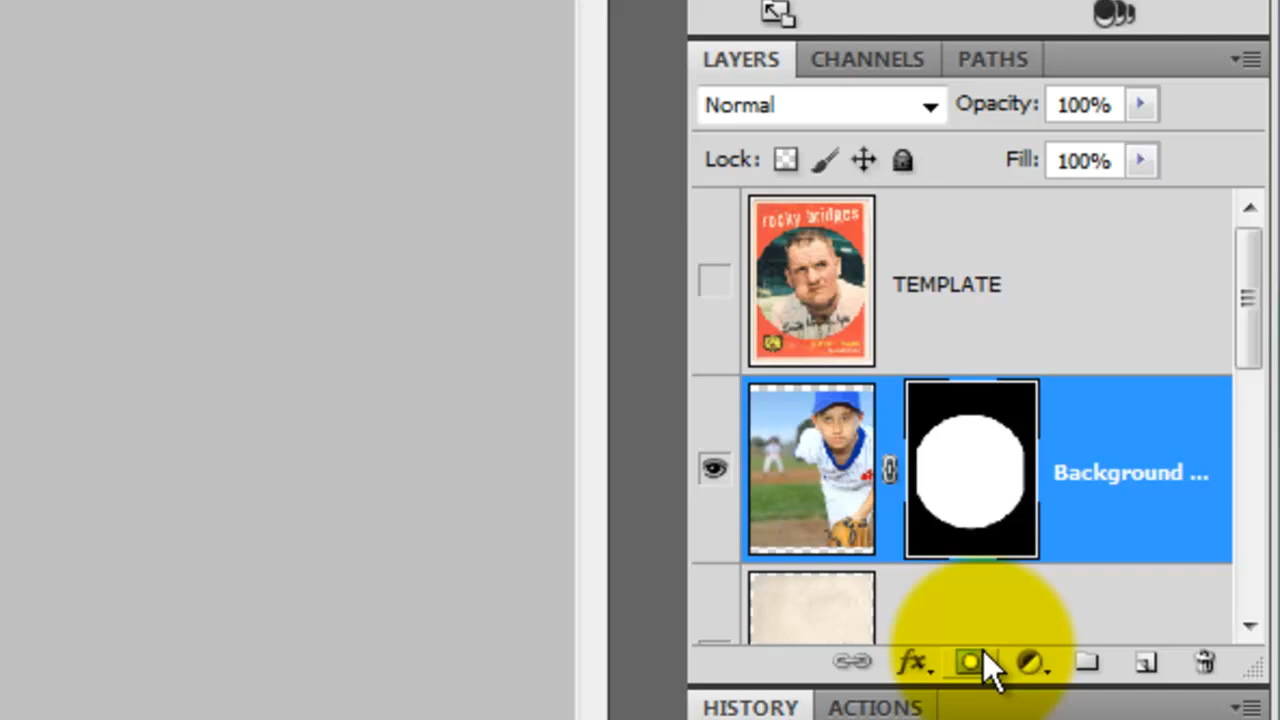 LAYERS CHANNELS PATHS
Normal Opacity: 100%
Lock: Fill: 100%
rocky bridges
TEMPLATE
Background ...
fx
HISTORY ACTIONS